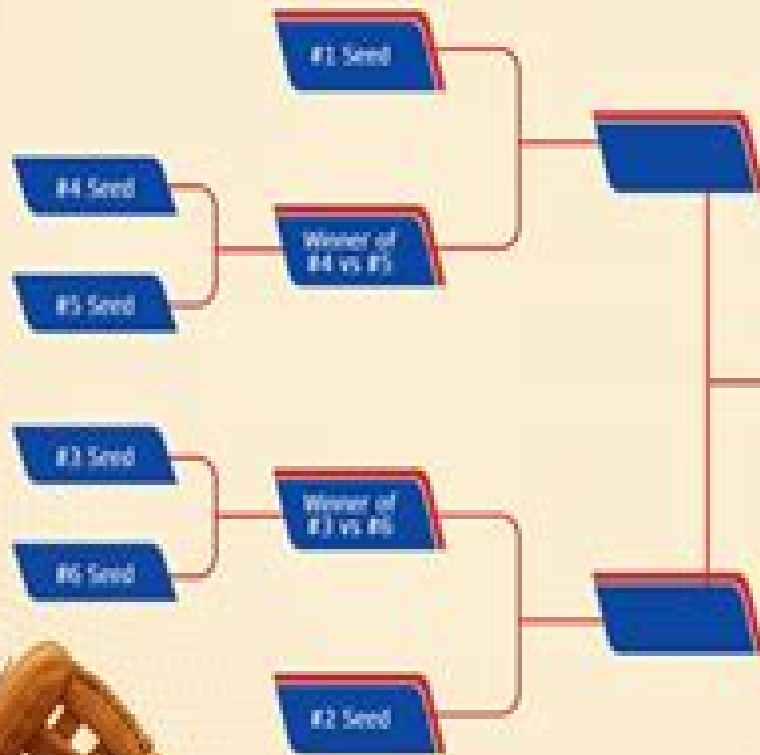 #1 Seed
#4 Seed
Winner of
#4 vs #5
#5 Seed
#3 Seed
Winner of
#3 vs #6
#6 Seed
#2 Seed